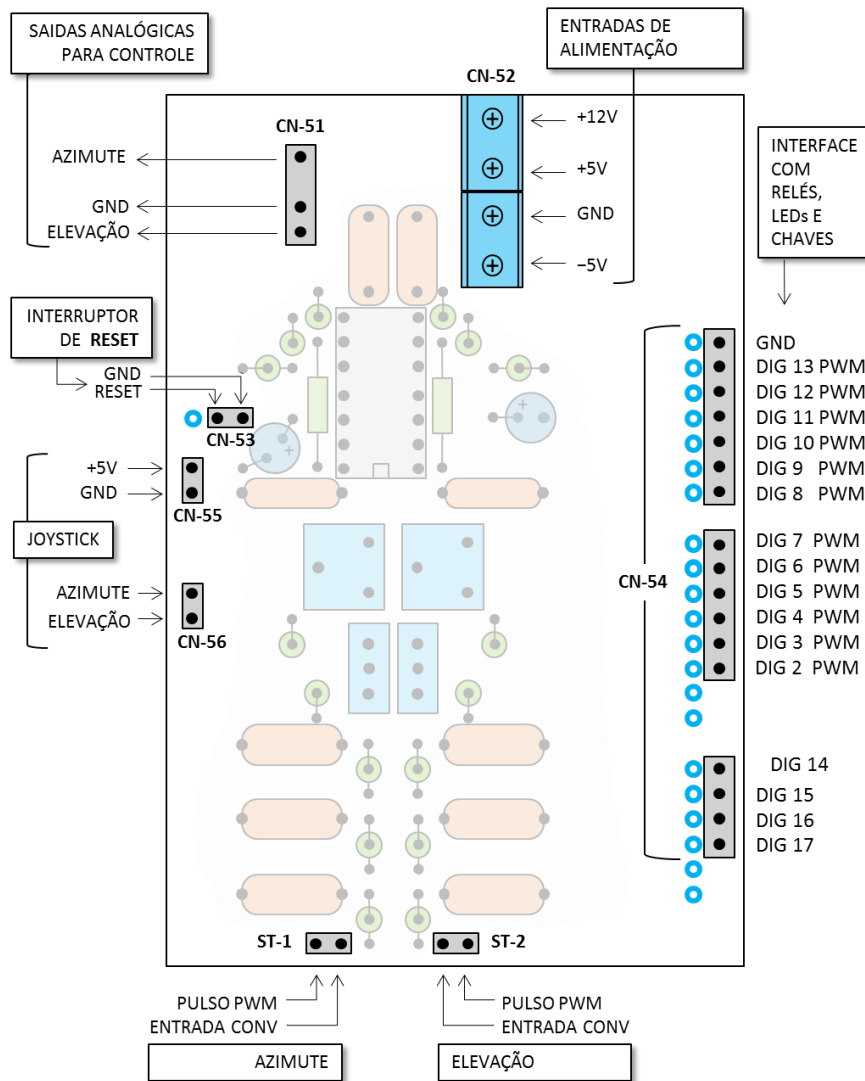 SAIDAS ANALÓGICAS
PARA CONTROLE
ENTRADAS DE
ALIMENTAÇÃO
CN-52
CN-51
+12V
AZIMUTE
+5V
GND
GND
ELEVAÇÃO
–5V
INTERFACE
COM
RELÉS,
LEDs E
CHAVES
INTERRUPTOR
DE RESET
GND
RESET
CN-53
+5V
GND
CN-55
JOYSTICK
AZIMUTE
ELEVAÇÃO
CN-56
+
+
CN-54
GND
DIG 13 PWM
DIG 12 PWM
DIG 11 PWM
DIG 10 PWM
DIG 9 PWM
DIG 8 PWM
DIG 7 PWM
DIG 6 PWM
DIG 5 PWM
DIG 4 PWM
DIG 3 PWM
DIG 2 PWM
DIG 14
DIG 15
DIG 16
DIG 17
ST-1
ST-2
PULSO PWM
ENTRADA CONV
AZIMUTE
PULSO PWM
ENTRADA CONV
ELEVAÇÃO